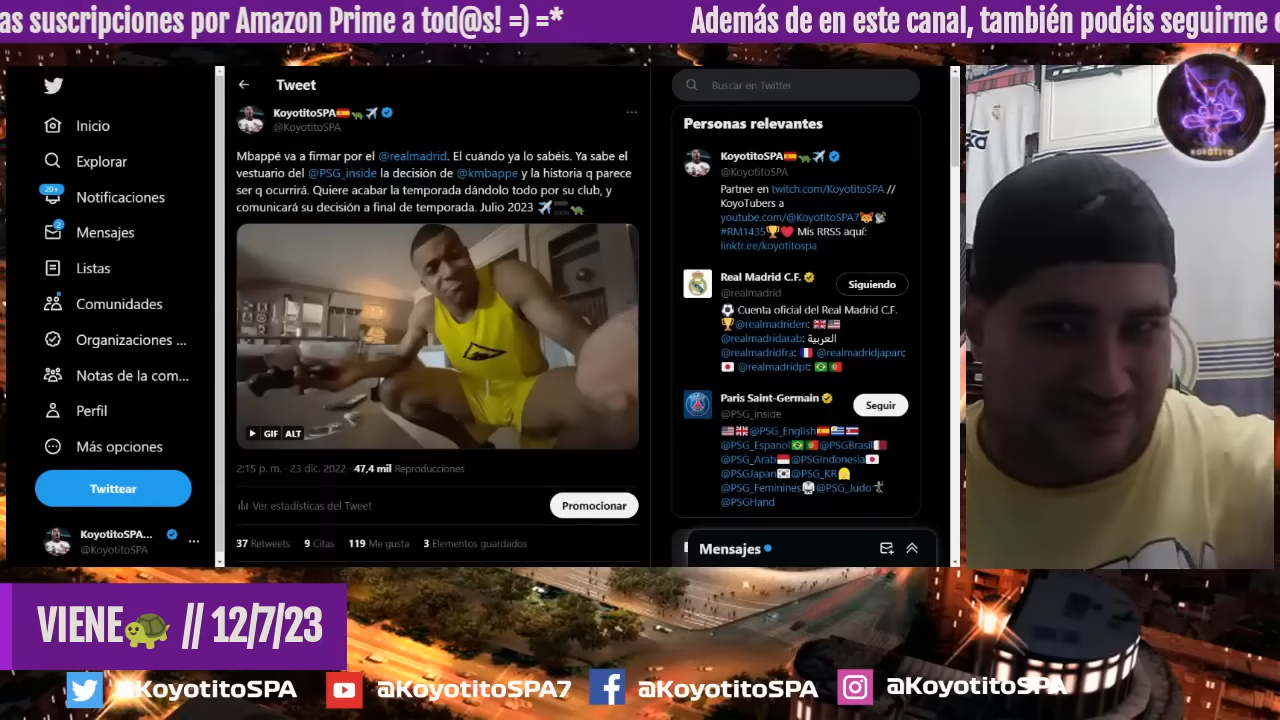 as suscripciones por Amazon Prime a tod@s! =) =*
Además de en este canal, también podéis seguirme
Inicio
Explorar
20+
Notificaciones
2
Mensajes
Listas
Comunidades
Organizaciones ...
Notas de la com...
Perfil
Más opciones
Twittear
KoyotitoSPA...
@KoyotitoSPA
Tweet
KoyotitoSPA🇪🇸🐢✈️
@KoyotitoSPA
Mbappé va a firmar por el @realmadrid. El cuándo ya lo sabéis. Ya sabe el
vestuario del @PSG_inside la decisión de @kmbappe y la historia q parece
ser q ocurrirá. Quiere acabar la temporada dándolo todo por su club, y
comunicará su decisión a final de temporada. Julio 2023 ✈️🔜🐢
GIF ALT
2:15 p. m. · 23 dic. 2022 · 47,4 mil Reproducciones
Ver estadísticas del Tweet
Promocionar
37 Retweets 9 Citas 119 Me gusta 3 Elementos guardados
Buscar en Twitter
Personas relevantes
KoyotitoSPA🇪🇸🐢✈️
@KoyotitoSPA
Partner en twitch.com/KoyotitoSPA //
KoyoTubers a
youtube.com/@KoyotitoSPA7🦊
#RM1435🏆❤️ Mis RRSS aquí:
linktr.ee/koyotitospa
Real Madrid C.F.
@realmadrid
Siguiendo
⚽ Cuenta oficial del Real Madrid C.F.
🏆@realmadriden: 🇬🇧🇺🇸
@realmadridarab: العربية
@realmadridfra: 🇫🇷 @realmadridjapan:
🇯🇵 @realmadridpt: 🇧🇷🇵🇹
Paris Saint-Germain
@PSG_inside
Seguir
🇺🇸🇬🇧@PSG_English🇪🇸🇺🇾🇨🇷
@PSG_Espanol🇧🇷🇵🇹@PSGBrasil🇶🇦
@PSG_Arab🇮🇩@PSGIndonesia🇯🇵
@PSGJapan🇰🇷@PSG_KR
@PSG_Feminines@PSG_Judo
@PSGHand
Mensajes
KOYOTITO
VIENE🐢 // 12/7/23
@KoyotitoSPA
@KoyotitoSPA7
@KoyotitoSPA
@KoyotitoSPA